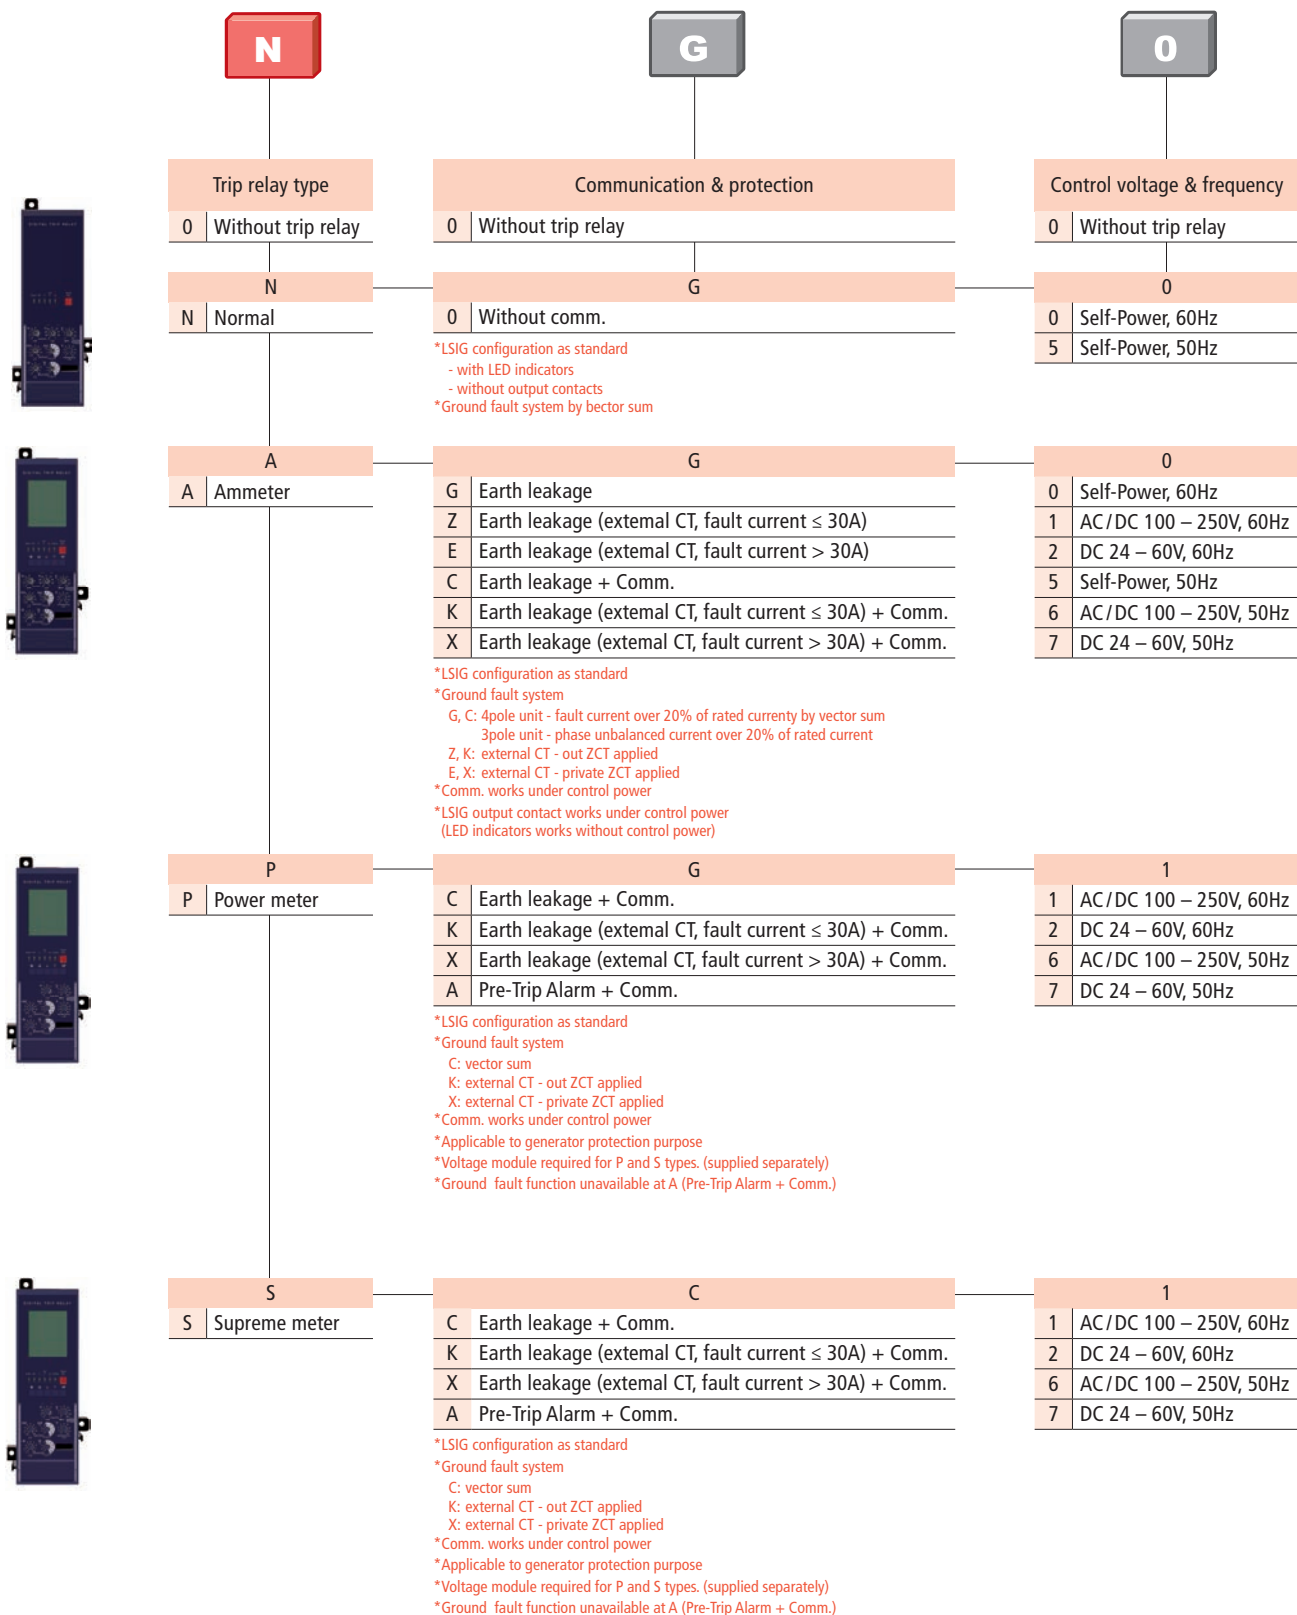 N G 0
Trip relay type Communication & protection Control voltage & frequency
0 Without trip relay 0 Without trip relay 0 Without trip relay
N G 0
N Normal 0 Without comm. 0 Self-Power, 60Hz
5 Self-Power, 50Hz
*LSIG configuration as standard
- with LED indicators
- without output contacts
*Ground fault system by bector sum
DIGITAL TRIP RELAY
A G 0
A Ammeter G Earth leakage 0 Self-Power, 60Hz
Z Earth leakage (extemal CT, fault current ≤ 30A) 1 AC/DC 100 – 250V, 60Hz
E Earth leakage (extemal CT, fault current > 30A) 2 DC 24 – 60V, 60Hz
C Earth leakage + Comm. 5 Self-Power, 50Hz
K Earth leakage (extemal CT, fault current ≤ 30A) + Comm. 6 AC/DC 100 – 250V, 50Hz
X Earth leakage (extemal CT, fault current > 30A) + Comm. 7 DC 24 – 60V, 50Hz
*LSIG configuration as standard
*Ground fault system
G, C: 4pole unit - fault current over 20% of rated currenty by vector sum
3pole unit - phase unbalanced current over 20% of rated current
Z, K: external CT - out ZCT applied
E, X: external CT - private ZCT applied
*Comm. works under control power
*LSIG output contact works under control power
(LED indicators works without control power)
DIGITAL TRIP RELAY
P G 1
P Power meter C Earth leakage + Comm. 1 AC/DC 100 – 250V, 60Hz
K Earth leakage (extemal CT, fault current ≤ 30A) + Comm. 2 DC 24 – 60V, 60Hz
X Earth leakage (extemal CT, fault current > 30A) + Comm. 6 AC/DC 100 – 250V, 50Hz
A Pre-Trip Alarm + Comm. 7 DC 24 – 60V, 50Hz
*LSIG configuration as standard
*Ground fault system
C: vector sum
K: external CT - out ZCT applied
X: external CT - private ZCT applied
*Comm. works under control power
*Applicable to generator protection purpose
*Voltage module required for P and S types. (supplied separately)
*Ground fault function unavailable at A (Pre-Trip Alarm + Comm.)
DIGITAL TRIP RELAY
S C 1
S Supreme meter C Earth leakage + Comm. 1 AC/DC 100 – 250V, 60Hz
K Earth leakage (extemal CT, fault current ≤ 30A) + Comm. 2 DC 24 – 60V, 60Hz
X Earth leakage (extemal CT, fault current > 30A) + Comm. 6 AC/DC 100 – 250V, 50Hz
A Pre-Trip Alarm + Comm. 7 DC 24 – 60V, 50Hz
*LSIG configuration as standard
*Ground fault system
C: vector sum
K: external CT - out ZCT applied
X: external CT - private ZCT applied
*Comm. works under control power
*Applicable to generator protection purpose
*Voltage module required for P and S types. (supplied separately)
*Ground fault function unavailable at A (Pre-Trip Alarm + Comm.)
DIGITAL TRIP RELAY